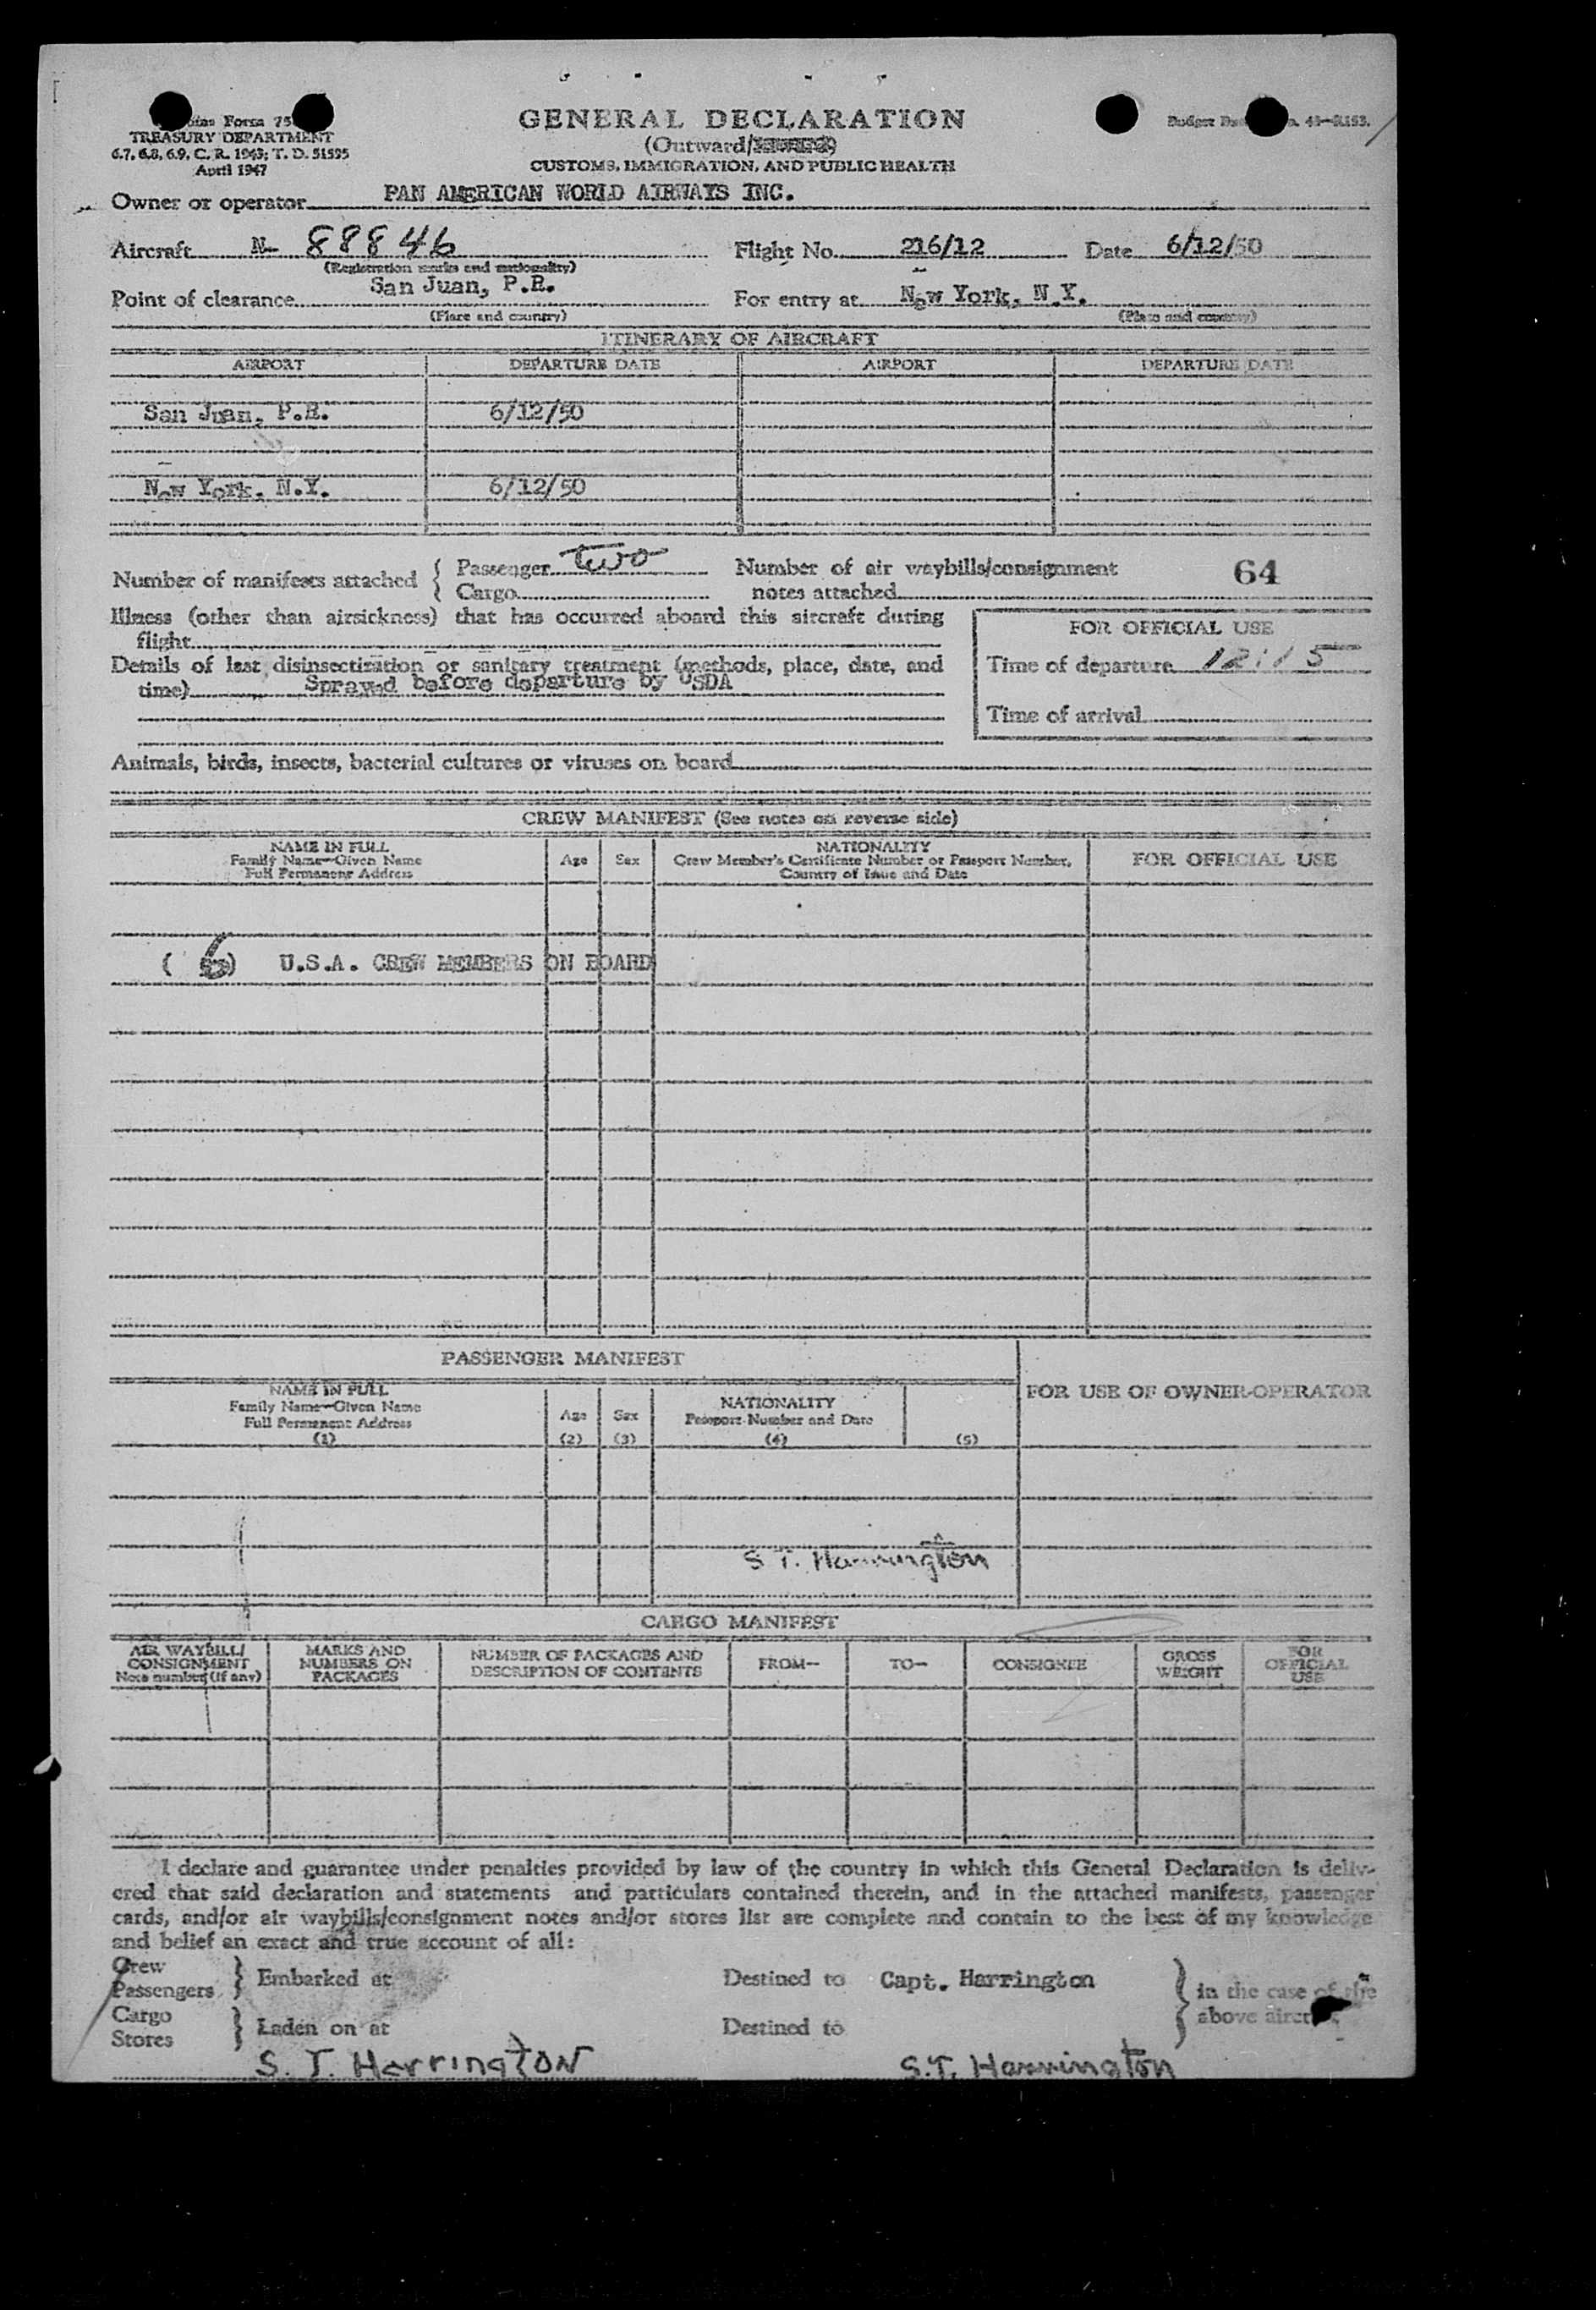 Customs Form 75
TREASURY DEPARTMENT
6.7, 6.8, 6.9, C. R. 1943; T. D. 51595
April 1947
GENERAL DECLARATION
(Outward/
CUSTOMS, IMMIGRATION, AND PUBLIC HEALTH
Owner or operator PAN AMERICAN WORLD AIRWAYS INC.
Aircraft N- 88846 Flight No. 216/12 Date 6/12/50
(Registration marks and nationality)
Point of clearance San Juan, P.R. For entry at New York, N.Y.
(Place and country) (Place and country)
ITINERARY OF AIRCRAFT
AIRPORT DEPARTURE DATE AIRPORT DEPARTURE DATE
San Juan, P.R. 6/12/50
New York, N.Y. 6/12/50
Number of manifests attached { Passenger two Number of air waybills/consignment 64
Cargo notes attached
Illness (other than airsickness) that has occurred aboard this aircraft during
flight
FOR OFFICIAL USE
Details of last disinsectization or sanitary treatment (methods, place, date, and
time) Sprayed before departure by USDA
Time of departure 12:15
Time of arrival
Animals, birds, insects, bacterial cultures or viruses on board
CREW MANIFEST (See notes on reverse side)
NAME IN FULL
Family Name—Given Name
Full Permanent Address
Age Sex
NATIONALITY
Crew Member's Certificate Number or Passport Number,
Country of Issue and Date
FOR OFFICIAL USE
( 6 ) U.S.A. CREW MEMBERS ON BOARD
PASSENGER MANIFEST
FOR USE OF OWNER-OPERATOR
NAME IN FULL
Family Name—Given Name
Full Permanent Address
(1)
Age
(2)
Sex
(3)
NATIONALITY
Passport Number and Date
(4)
(5)
S T. Harrington
CARGO MANIFEST
AIR WAYBILL/
CONSIGNMENT
Note number (if any)
MARKS AND
NUMBERS ON
PACKAGES
NUMBER OF PACKAGES AND
DESCRIPTION OF CONTENTS
FROM—
TO—
CONSIGNEE
GROSS
WEIGHT
FOR
OFFICIAL
USE
I declare and guarantee under penalties provided by law of the country in which this General Declaration is deliv-
ered that said declaration and statements and particulars contained therein, and in the attached manifests, passenger
cards, and/or air waybills/consignment notes and/or stores list are complete and contain to the best of my knowledge
and belief an exact and true account of all:
Crew
Passengers } Embarked at Destined to Capt. Harrington } in the case of the
Cargo above aircraft
Stores } Laden on at Destined to
S. T. Harrington S.T. Harrington